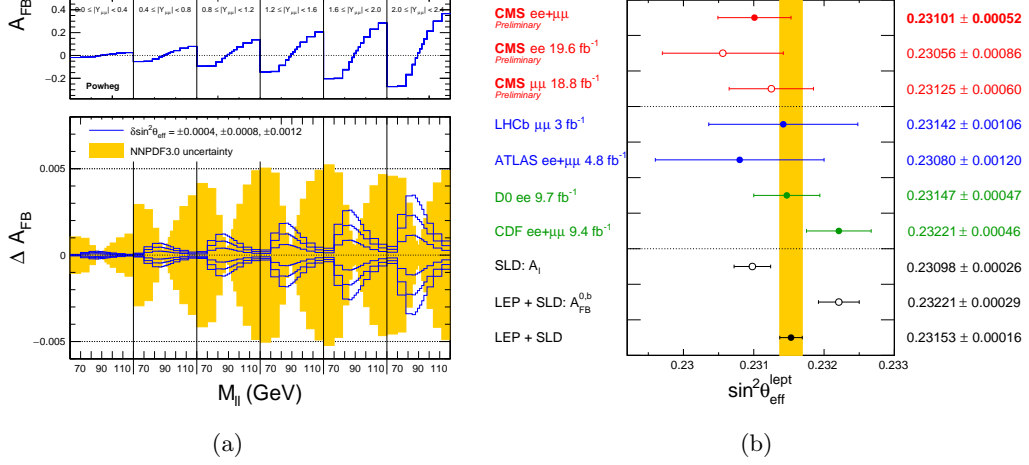 A_FB
0.0 ≤ |Y_μμ| < 0.4 0.4 ≤ |Y_μμ| < 0.8 0.8 ≤ |Y_μμ| < 1.2 1.2 ≤ |Y_μμ| < 1.6 1.6 ≤ |Y_μμ| < 2.0 2.0 ≤ |Y_μμ| < 2.4
0.4
0.2
0
−0.2
Powheg
Δ A_FB
δsin²θ_eff = ±0.0004, ±0.0008, ±0.0012
NNPDF3.0 uncertainty
0.005
0
−0.005
70 90 110 70 90 110 70 90 110 70 90 110 70 90 110 70 90 110
M_ll (GeV)
(a)
CMS ee+μμ 0.23101 ± 0.00052
Preliminary
CMS ee 19.6 fb⁻¹ 0.23056 ± 0.00086
Preliminary
CMS μμ 18.8 fb⁻¹ 0.23125 ± 0.00060
Preliminary
LHCb μμ 3 fb⁻¹ 0.23142 ± 0.00106
ATLAS ee+μμ 4.8 fb⁻¹ 0.23080 ± 0.00120
D0 ee 9.7 fb⁻¹ 0.23147 ± 0.00047
CDF ee+μμ 9.4 fb⁻¹ 0.23221 ± 0.00046
SLD: A_l 0.23098 ± 0.00026
LEP + SLD: A_FB^0,b 0.23221 ± 0.00029
LEP + SLD 0.23153 ± 0.00016
0.23 0.231 0.232 0.233
sin²θ_eff^lept
(b)